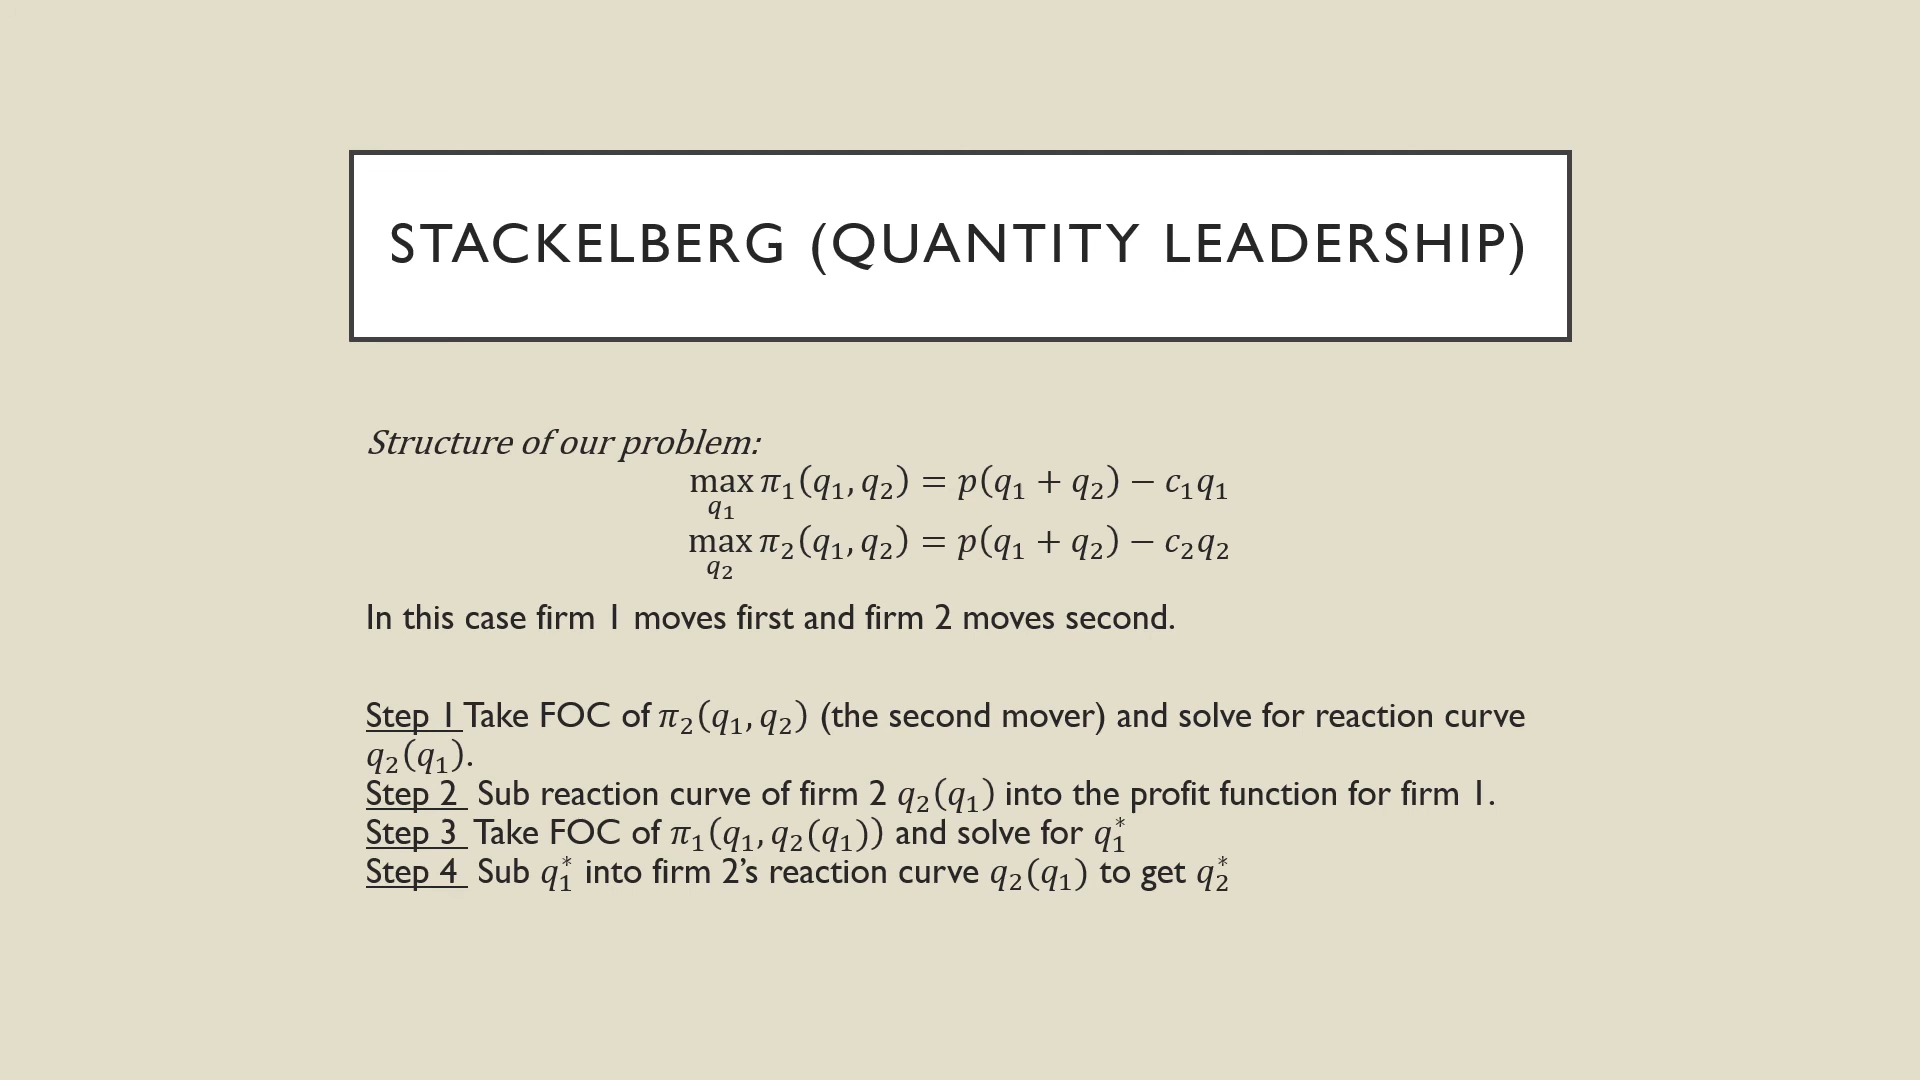 STACKELBERG (QUANTITY LEADERSHIP)
Structure of our problem:
max π₁(q₁, q₂) = p(q₁ + q₂) − c₁q₁
q₁
max π₂(q₁, q₂) = p(q₁ + q₂) − c₂q₂
q₂
In this case firm 1 moves first and firm 2 moves second.
Step 1 Take FOC of π₂(q₁, q₂) (the second mover) and solve for reaction curve
q₂(q₁).
Step 2 Sub reaction curve of firm 2 q₂(q₁) into the profit function for firm 1.
Step 3 Take FOC of π₁(q₁, q₂(q₁)) and solve for q₁*
Step 4 Sub q₁* into firm 2’s reaction curve q₂(q₁) to get q₂*